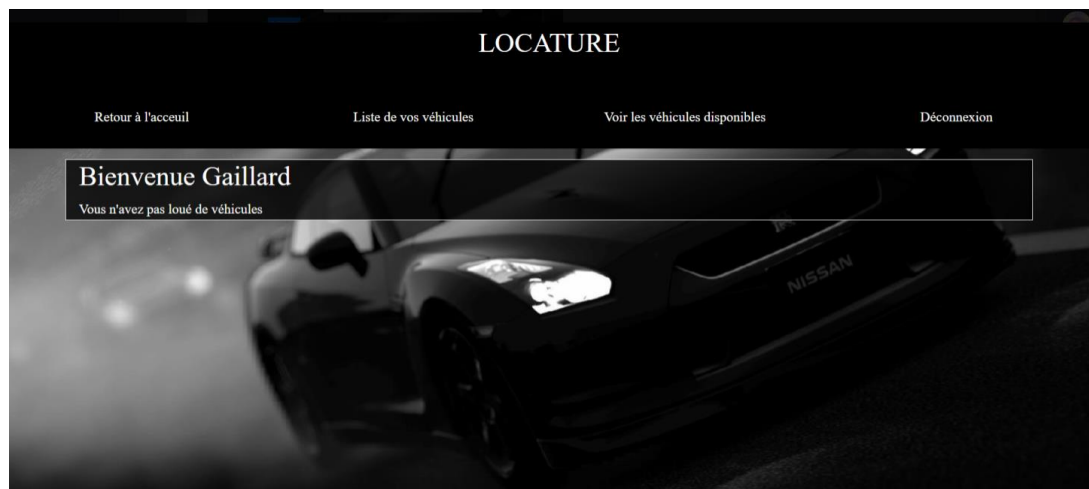 LOCATURE
Retour à l'acceuil Liste de vos véhicules Voir les véhicules disponibles Déconnexion
Bienvenue Gaillard
Vous n'avez pas loué de véhicules
NISSAN